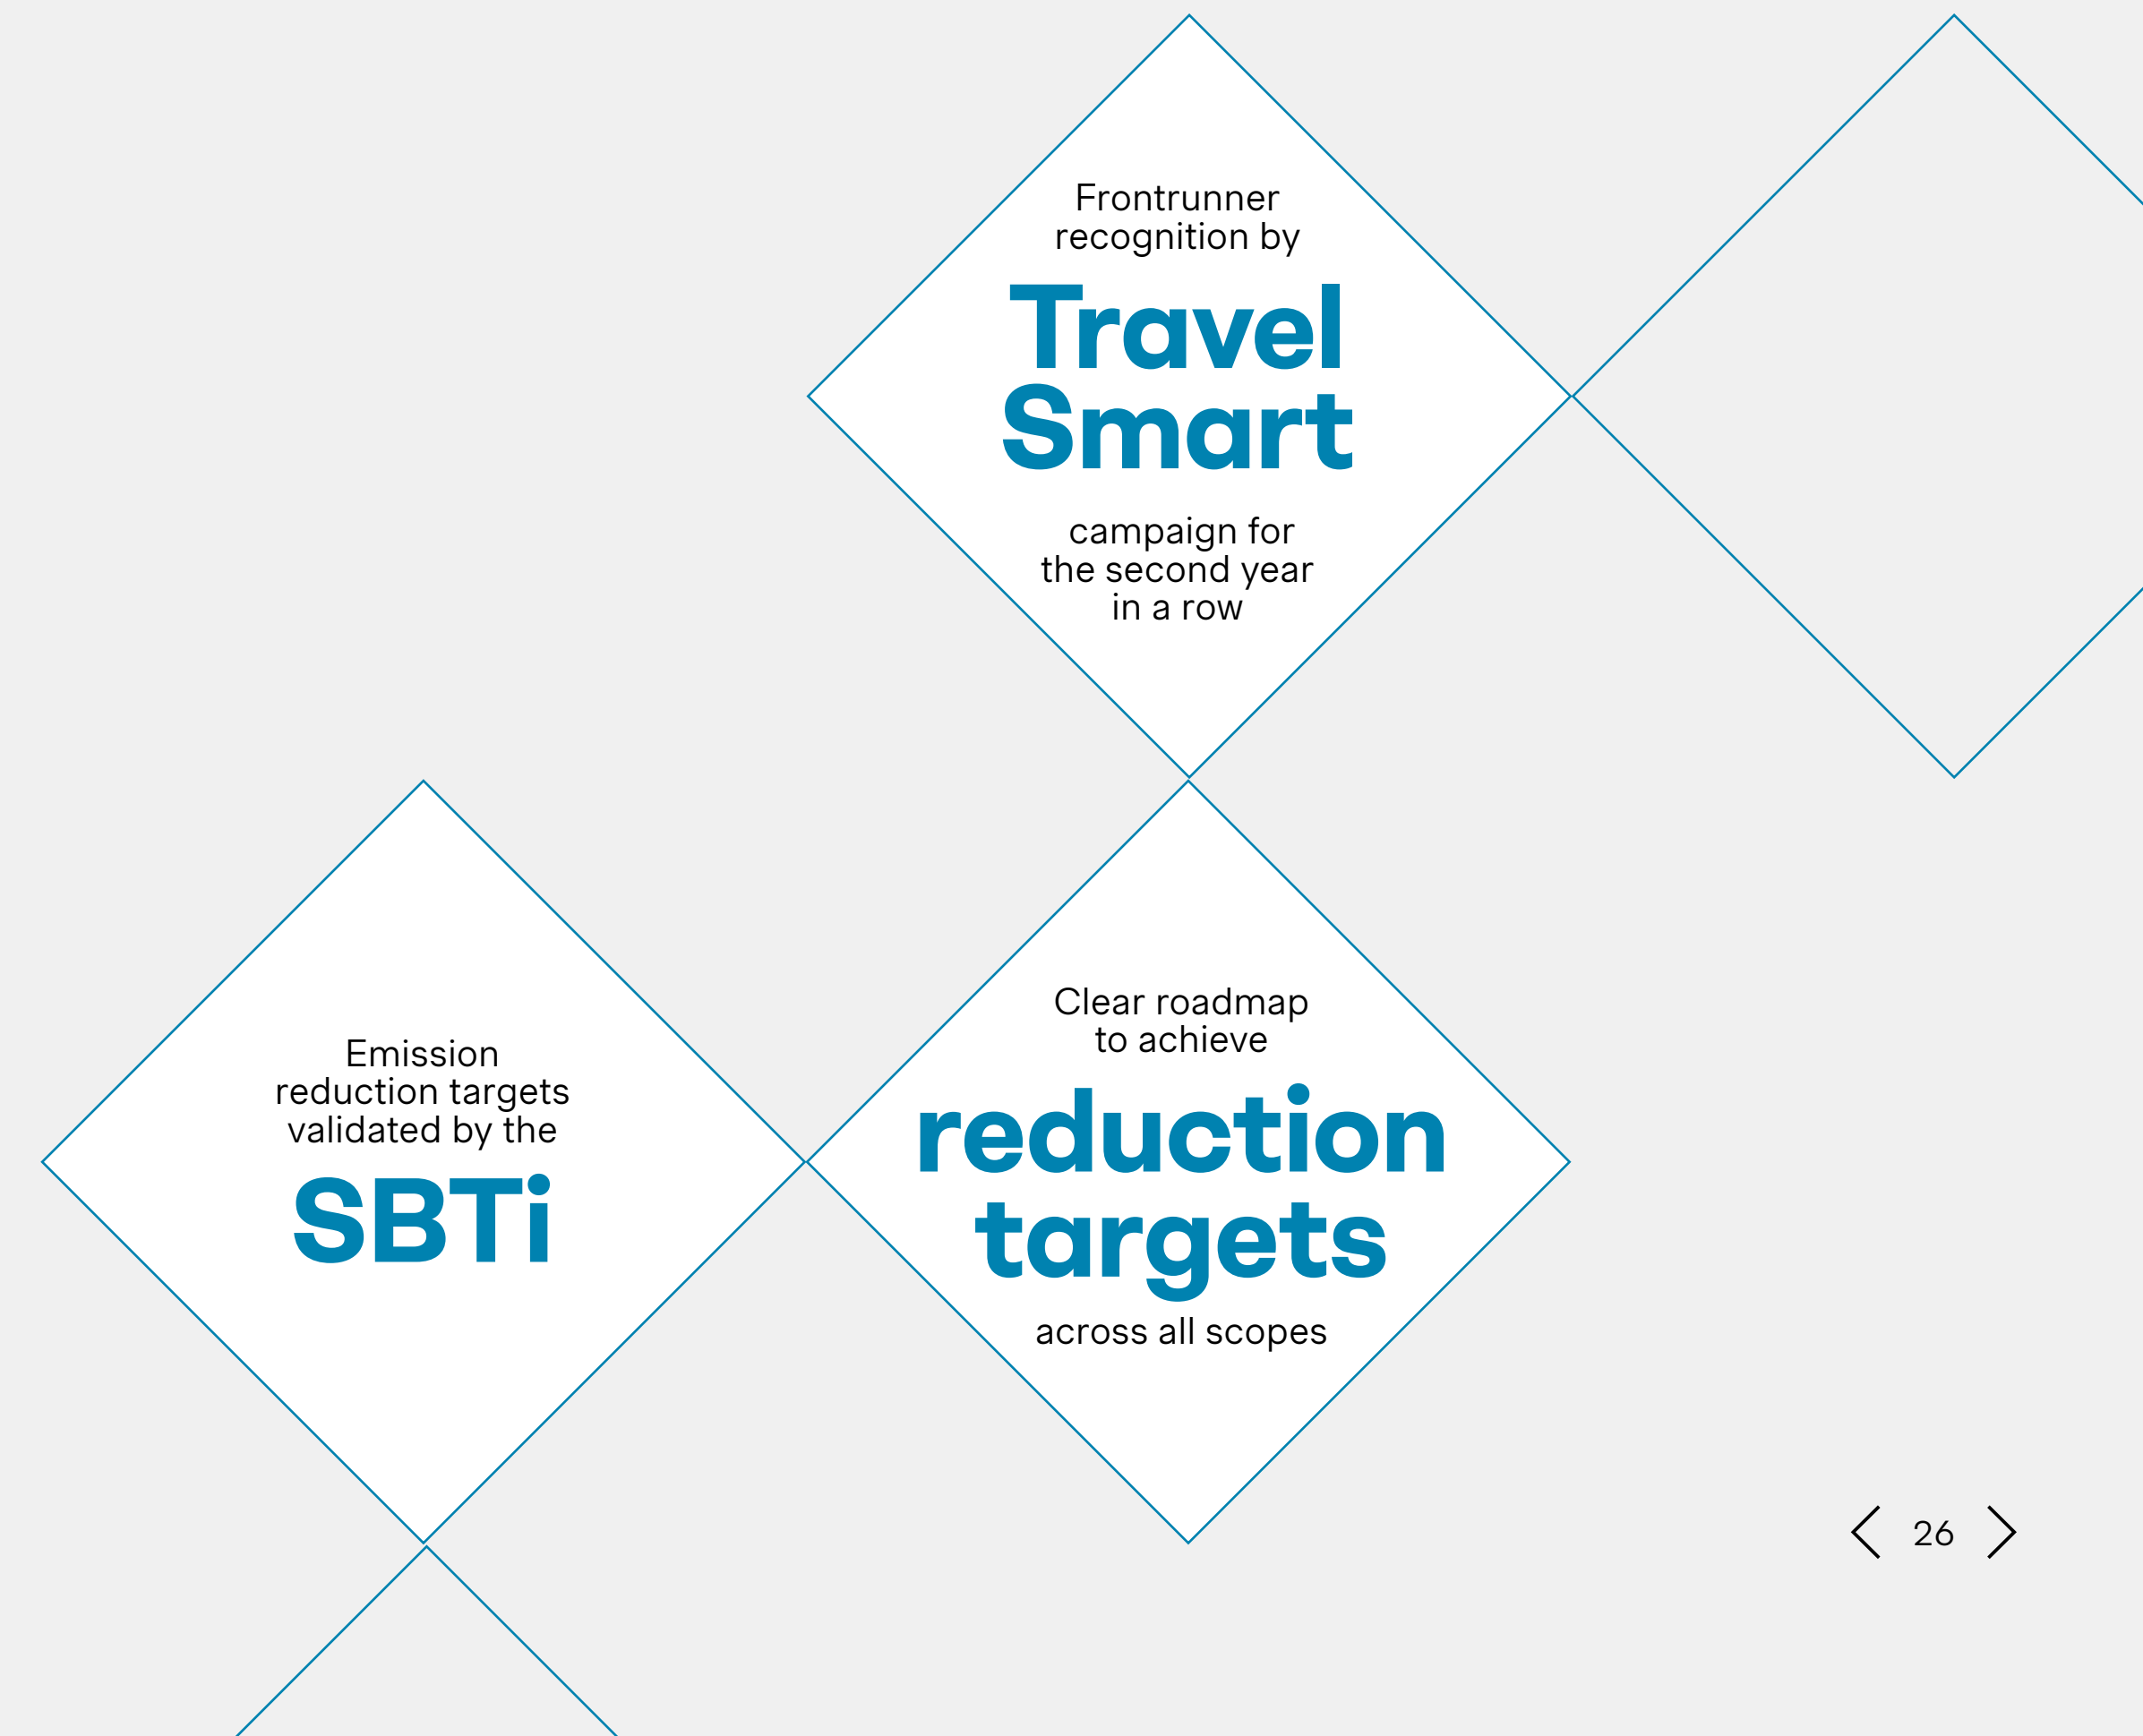 Frontrunner
recognition by
Travel
Smart
campaign for
the second year
in a row
Emission
reduction targets
validated by the
SBTi
Clear roadmap
to achieve
reduction
targets
across all scopes
26